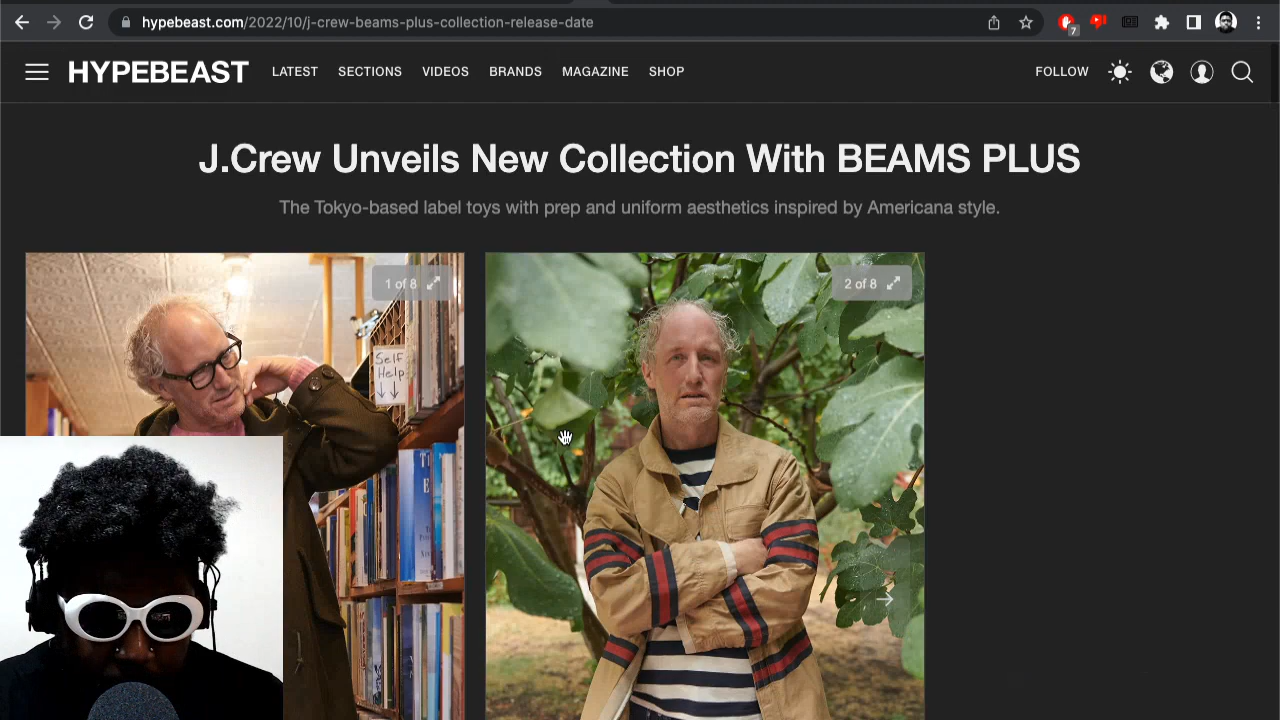 hypebeast.com/2022/10/j-crew-beams-plus-collection-release-date
7
HYPEBEAST LATEST SECTIONS VIDEOS BRANDS MAGAZINE SHOP FOLLOW
J.Crew Unveils New Collection With BEAMS PLUS
The Tokyo-based label toys with prep and uniform aesthetics inspired by Americana style.
1 of 8
2 of 8
Self
Help